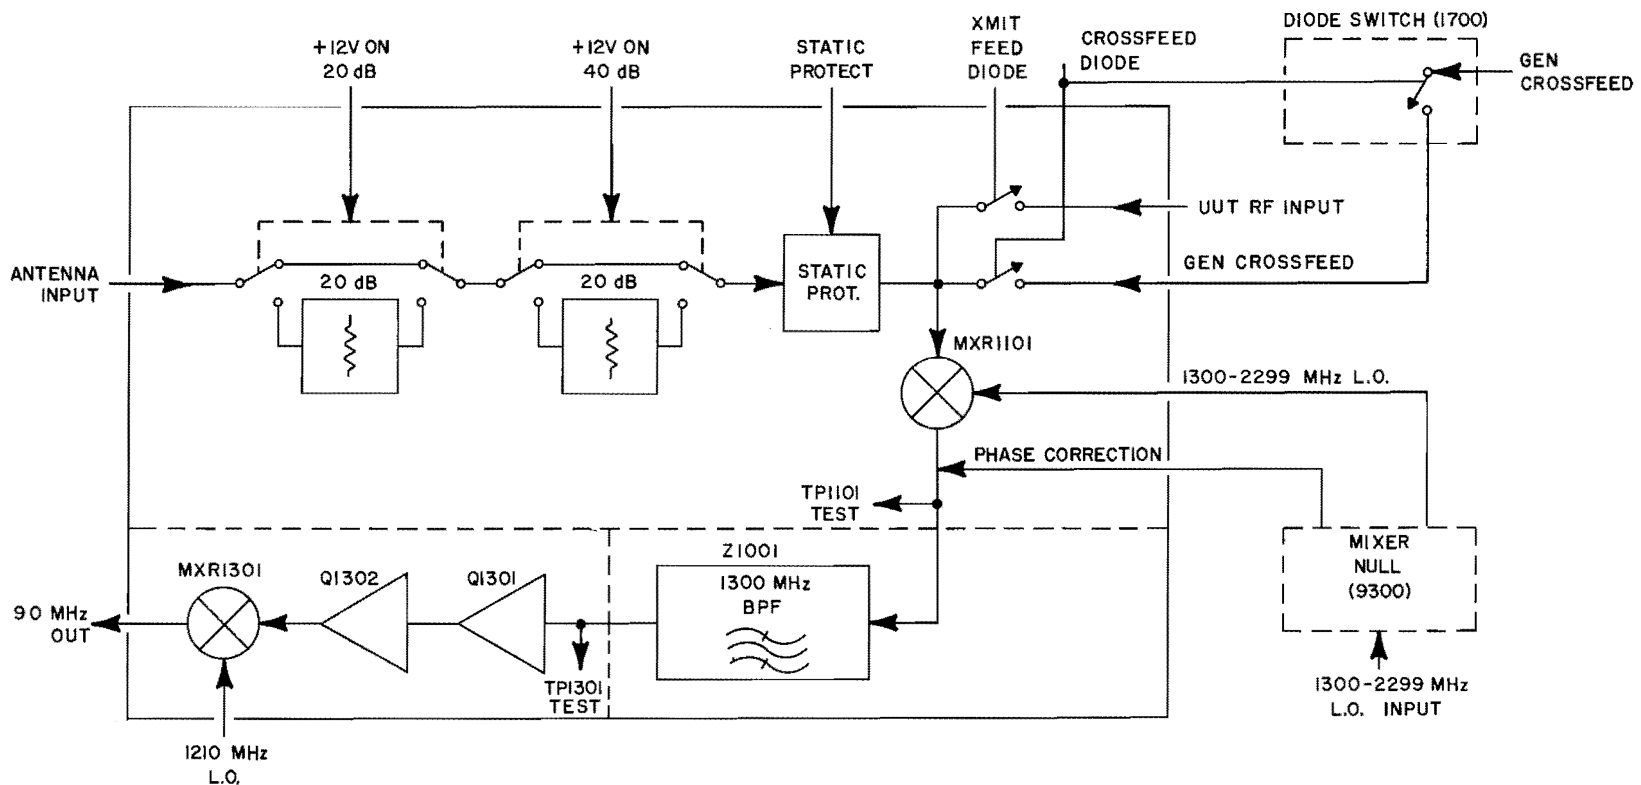 +12V ON
20 dB
+12V ON
40 dB
STATIC
PROTECT
XMIT
FEED
DIODE
CROSSFEED
DIODE
DIODE SWITCH (1700)
GEN
CROSSFEED
UUT RF INPUT
ANTENNA
INPUT
20 dB
20 dB
STATIC
PROT.
GEN CROSSFEED
MXR1101
1300-2299 MHz L.O.
PHASE CORRECTION
TP1101
TEST
MIXER
NULL
(9300)
1300-2299 MHz
L.O. INPUT
Z1001
1300 MHz
BPF
MXR1301
Q1302
Q1301
90 MHz
OUT
TP1301
TEST
1210 MHz
L.O.